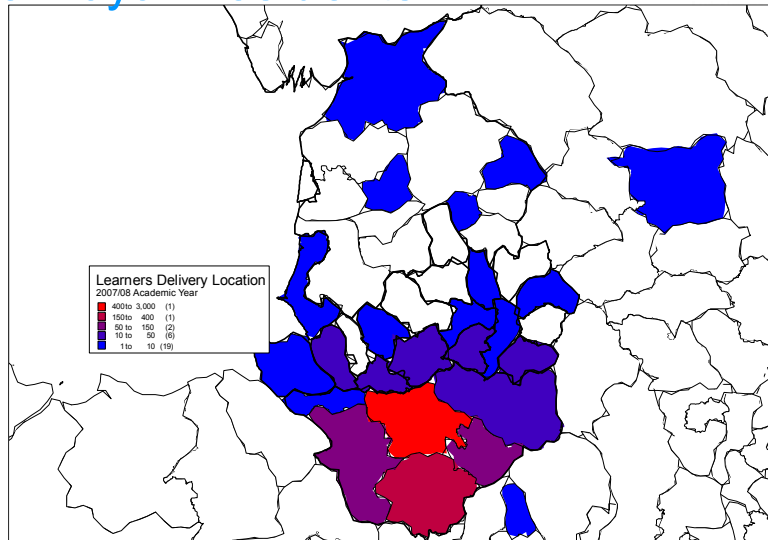 Learners Delivery Location
2007/08 Academic Year
400 to 3,000 (1)
150 to 400 (1)
50 to 150 (2)
10 to 50 (6)
1 to 10 (19)